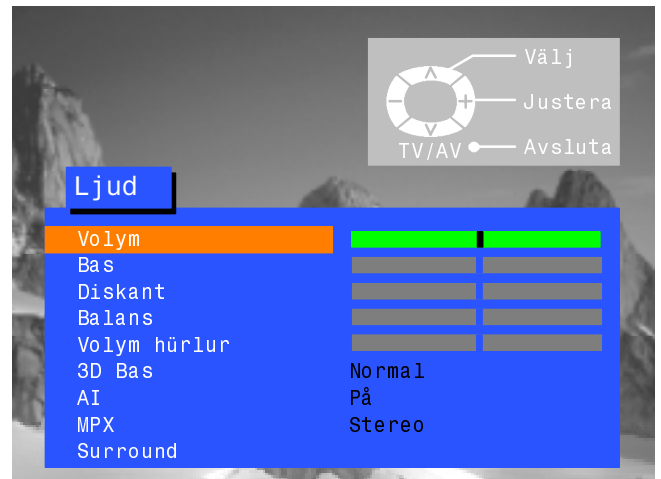 Välj
Justera
TV/AV Avsluta
Ljud
Volym
Bas
Diskant
Balans
Volym hürlur
3D Bas Normal
AI På
MPX Stereo
Surround